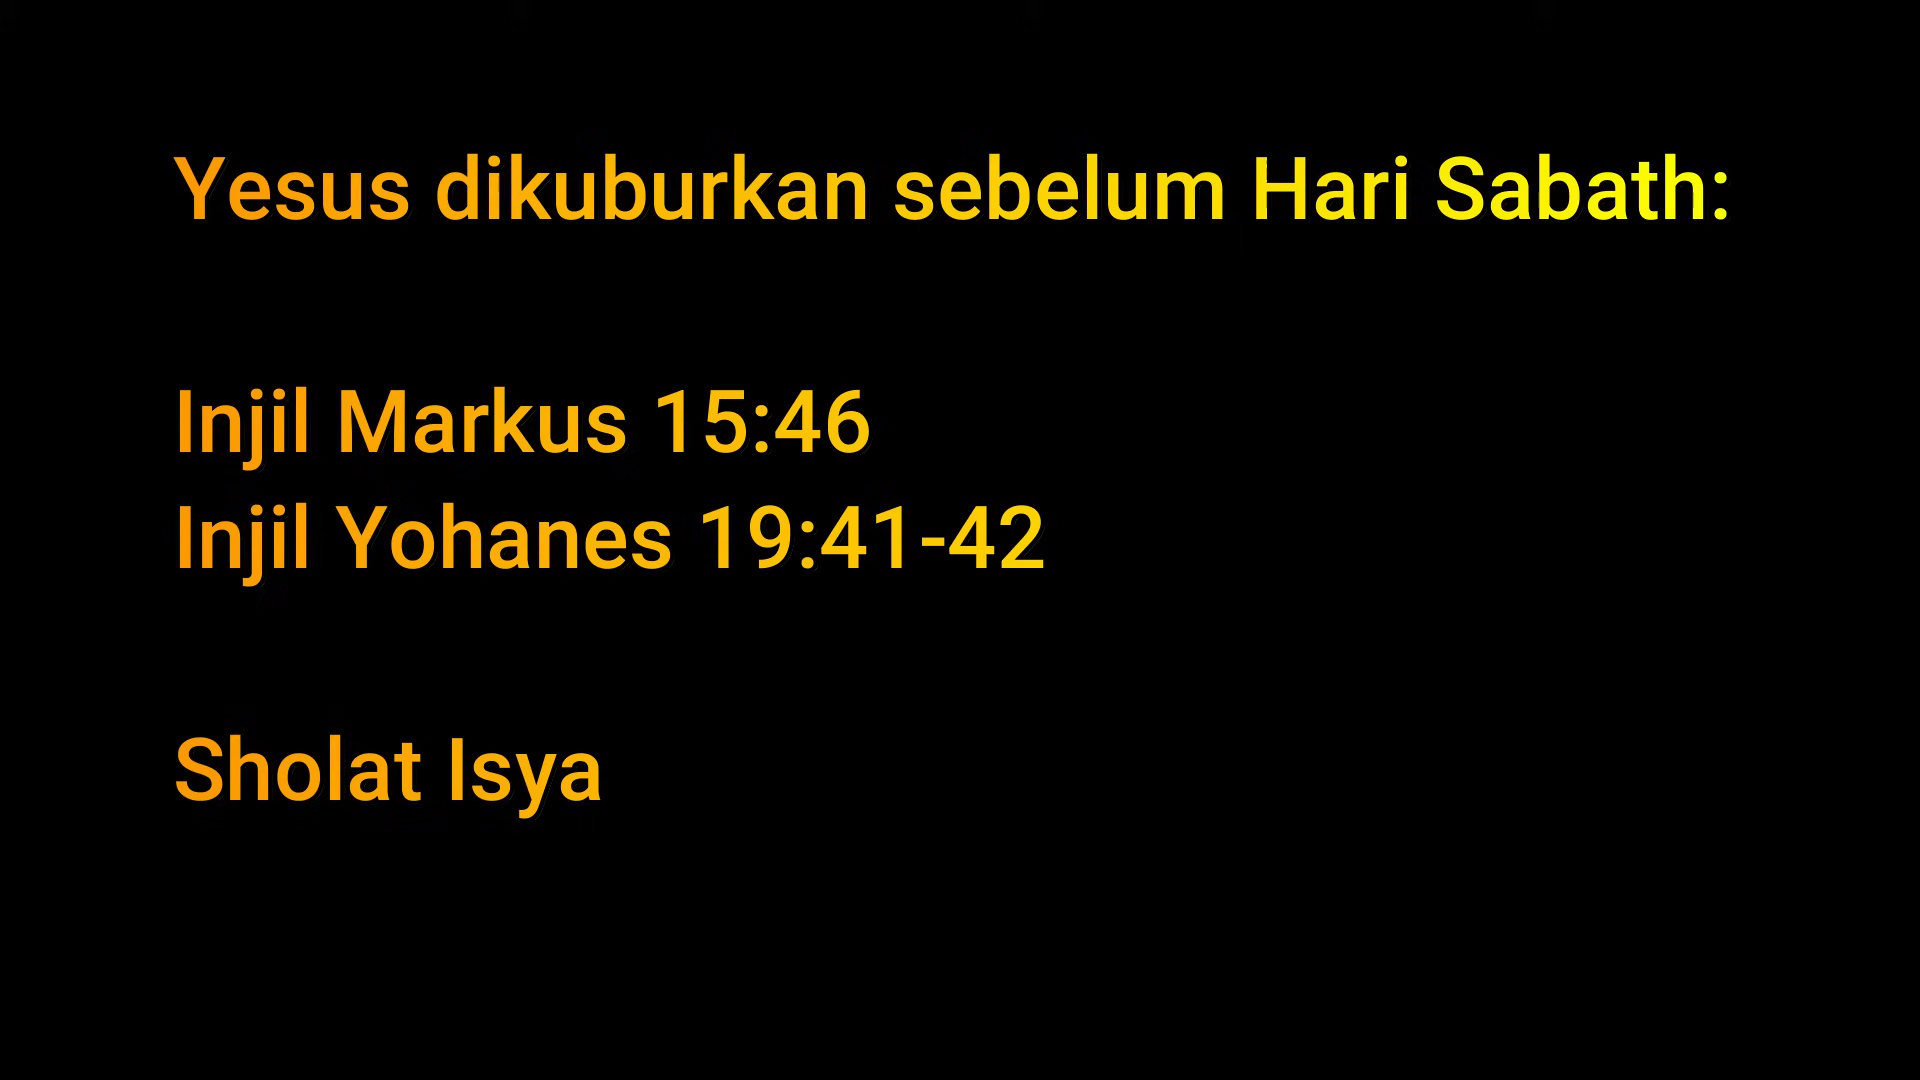 Yesus dikuburkan sebelum Hari Sabath:
Injil Markus 15:46
Injil Yohanes 19:41-42
Sholat Isya